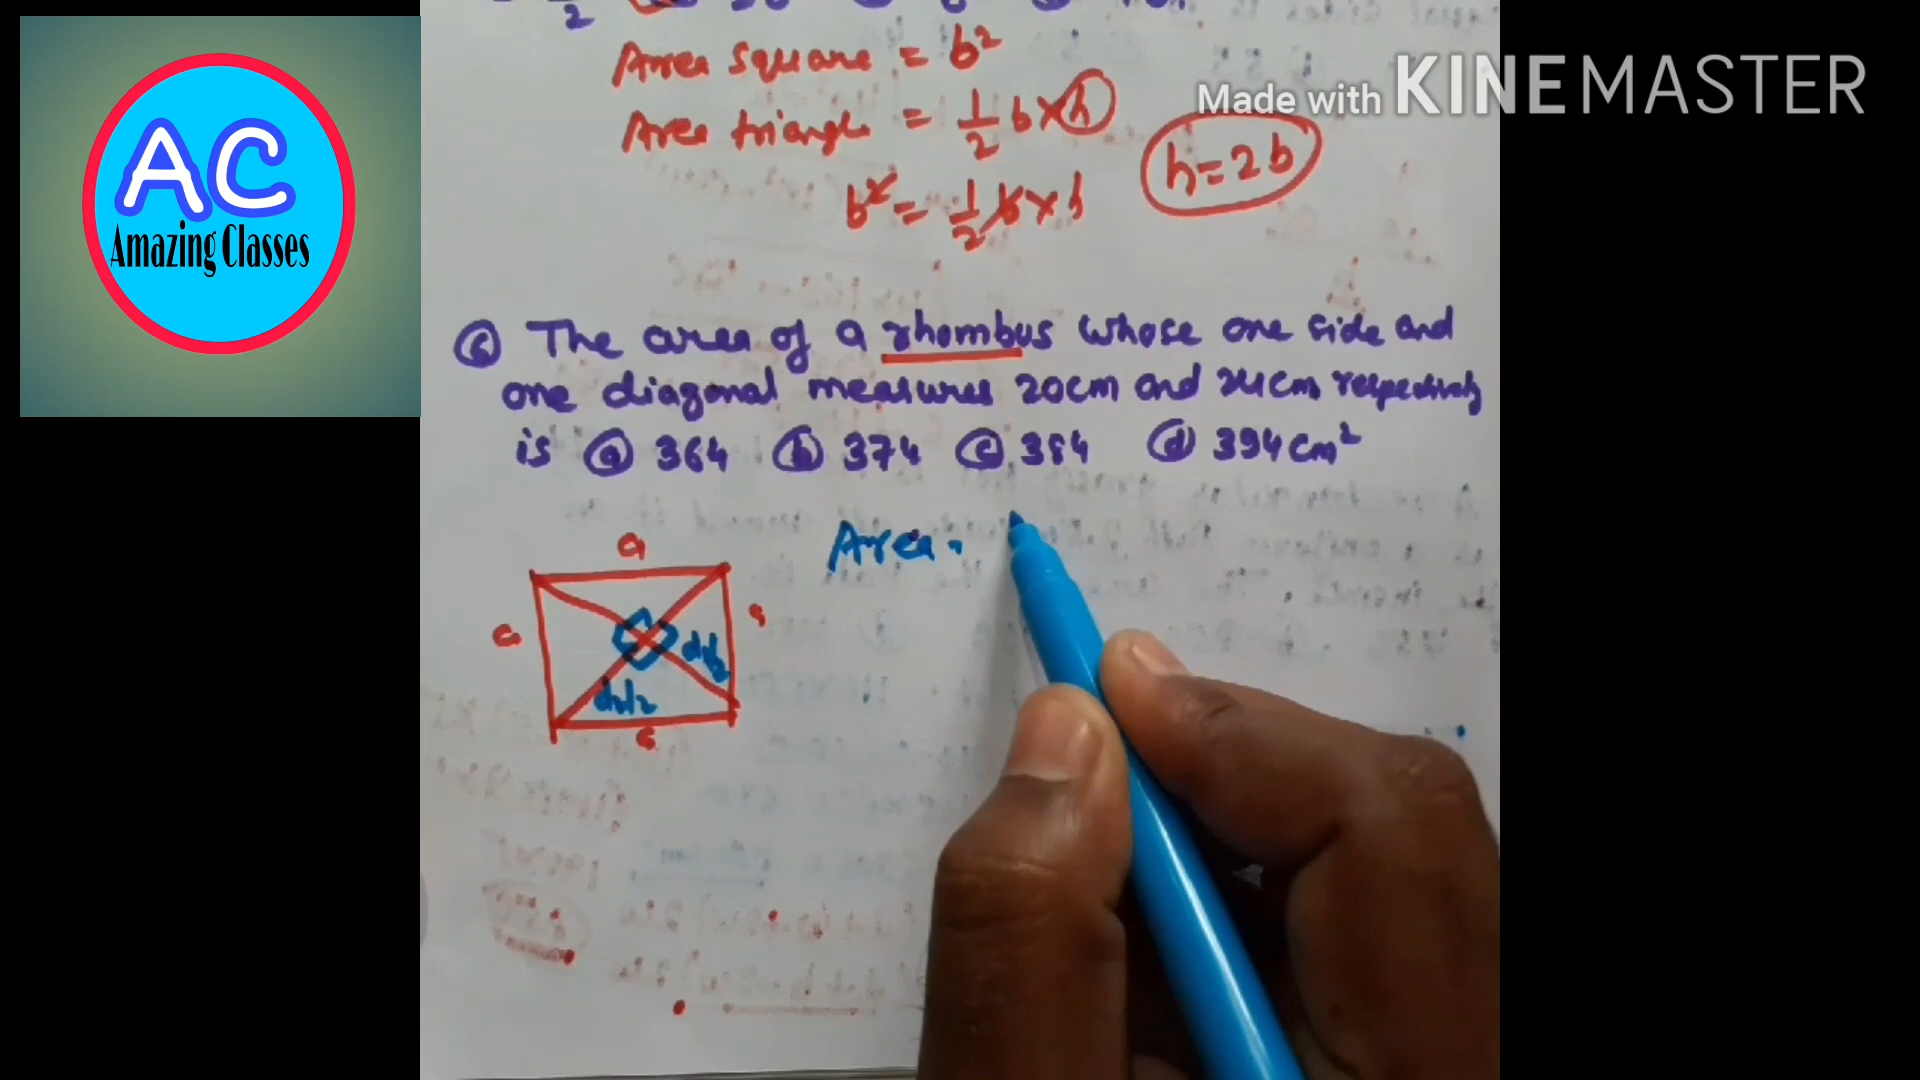 AC
Amazing Classes
Made with KINEMASTER
Area square = b²
Area triangle = 1/2 b×h
b² = 1/2 b×h
h=2b
⑥ The area of a rhombus whose one side and
one diagonal measures 20cm and 24cm respectively
is ⓐ 364 ⓑ 374 ⓒ 384 ⓓ 394cm²
Area =
a
a
a
a
d₁/2
d₂/2